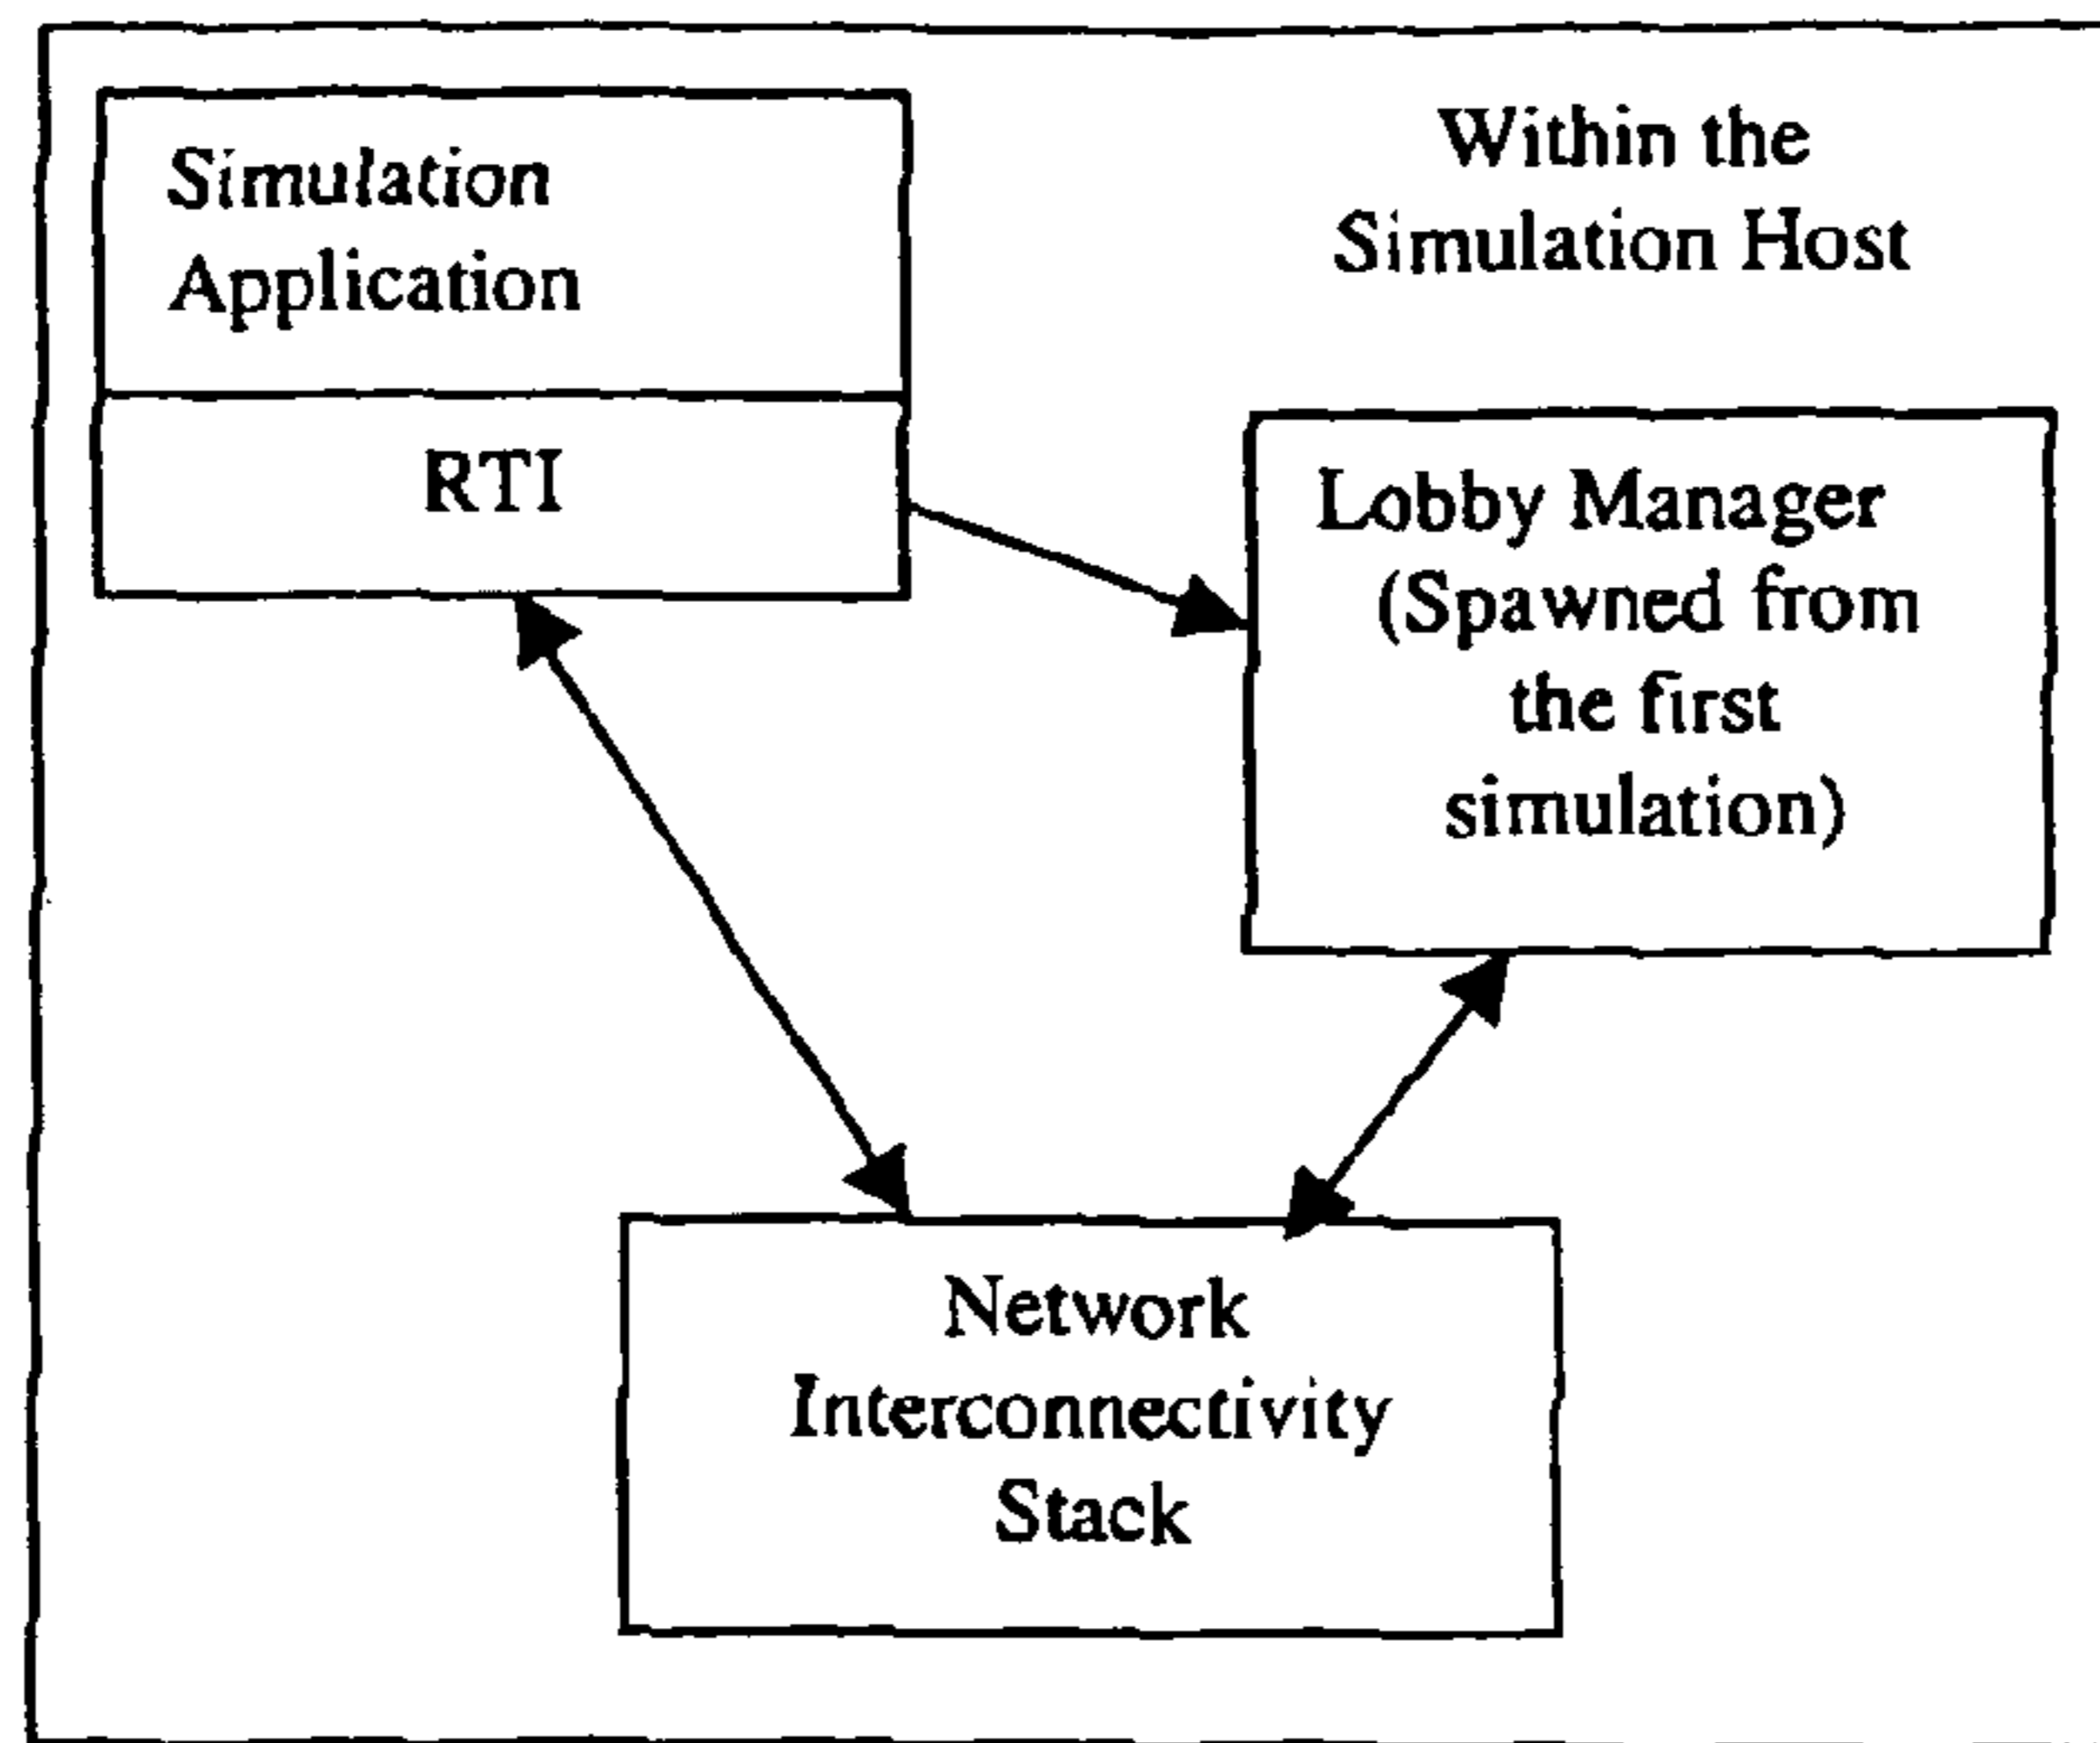 Simulation
Application
RTI
Within the
Simulation Host
Lobby Manager
(Spawned from
the first
simulation)
Network
Interconnectivity
Stack